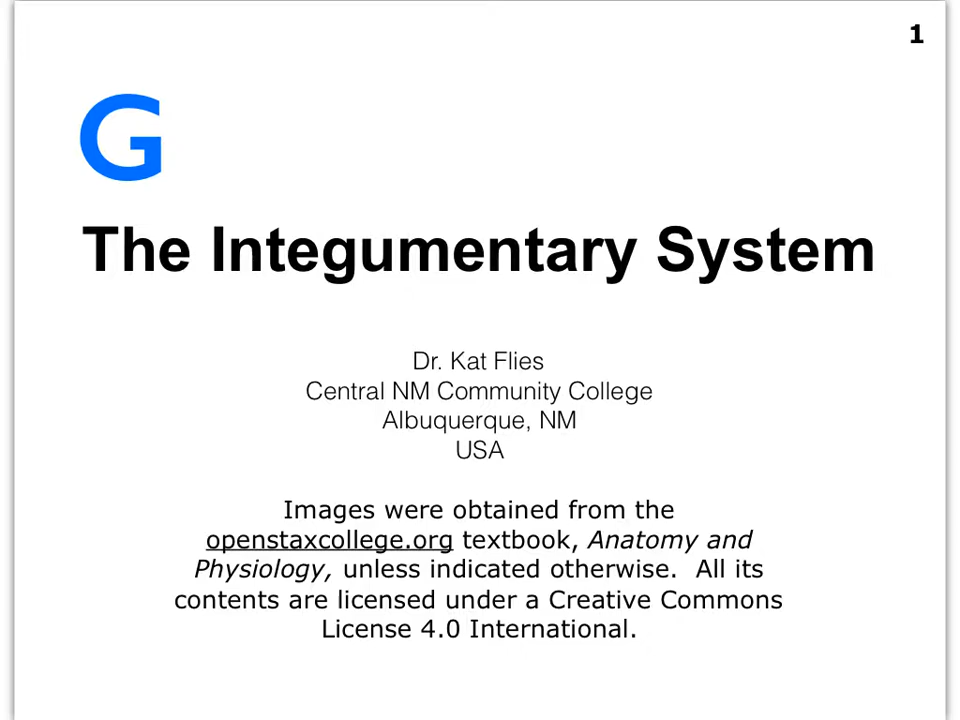 1
G
The Integumentary System
Dr. Kat Flies
Central NM Community College
Albuquerque, NM
USA
Images were obtained from the
openstaxcollege.org textbook, Anatomy and
Physiology, unless indicated otherwise.  All its
contents are licensed under a Creative Commons
License 4.0 International.